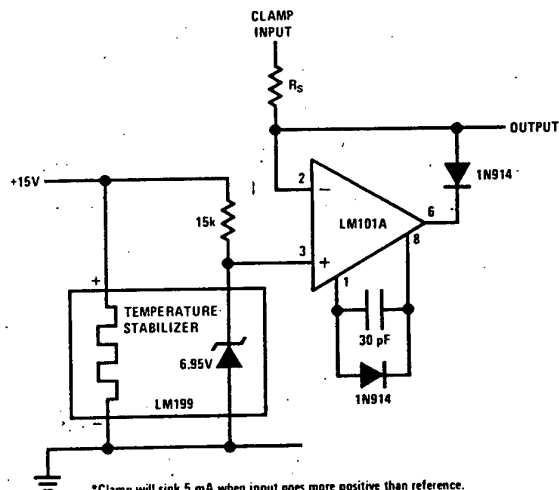 CLAMP
INPUT
RS
OUTPUT
1N914
+15V
15k
2
−
LM101A
6
8
3
+
1
+
TEMPERATURE
STABILIZER
6.95V
LM199
−
30 pF
1N914
*Clamp will sink 5 mA when input goes more positive than reference.